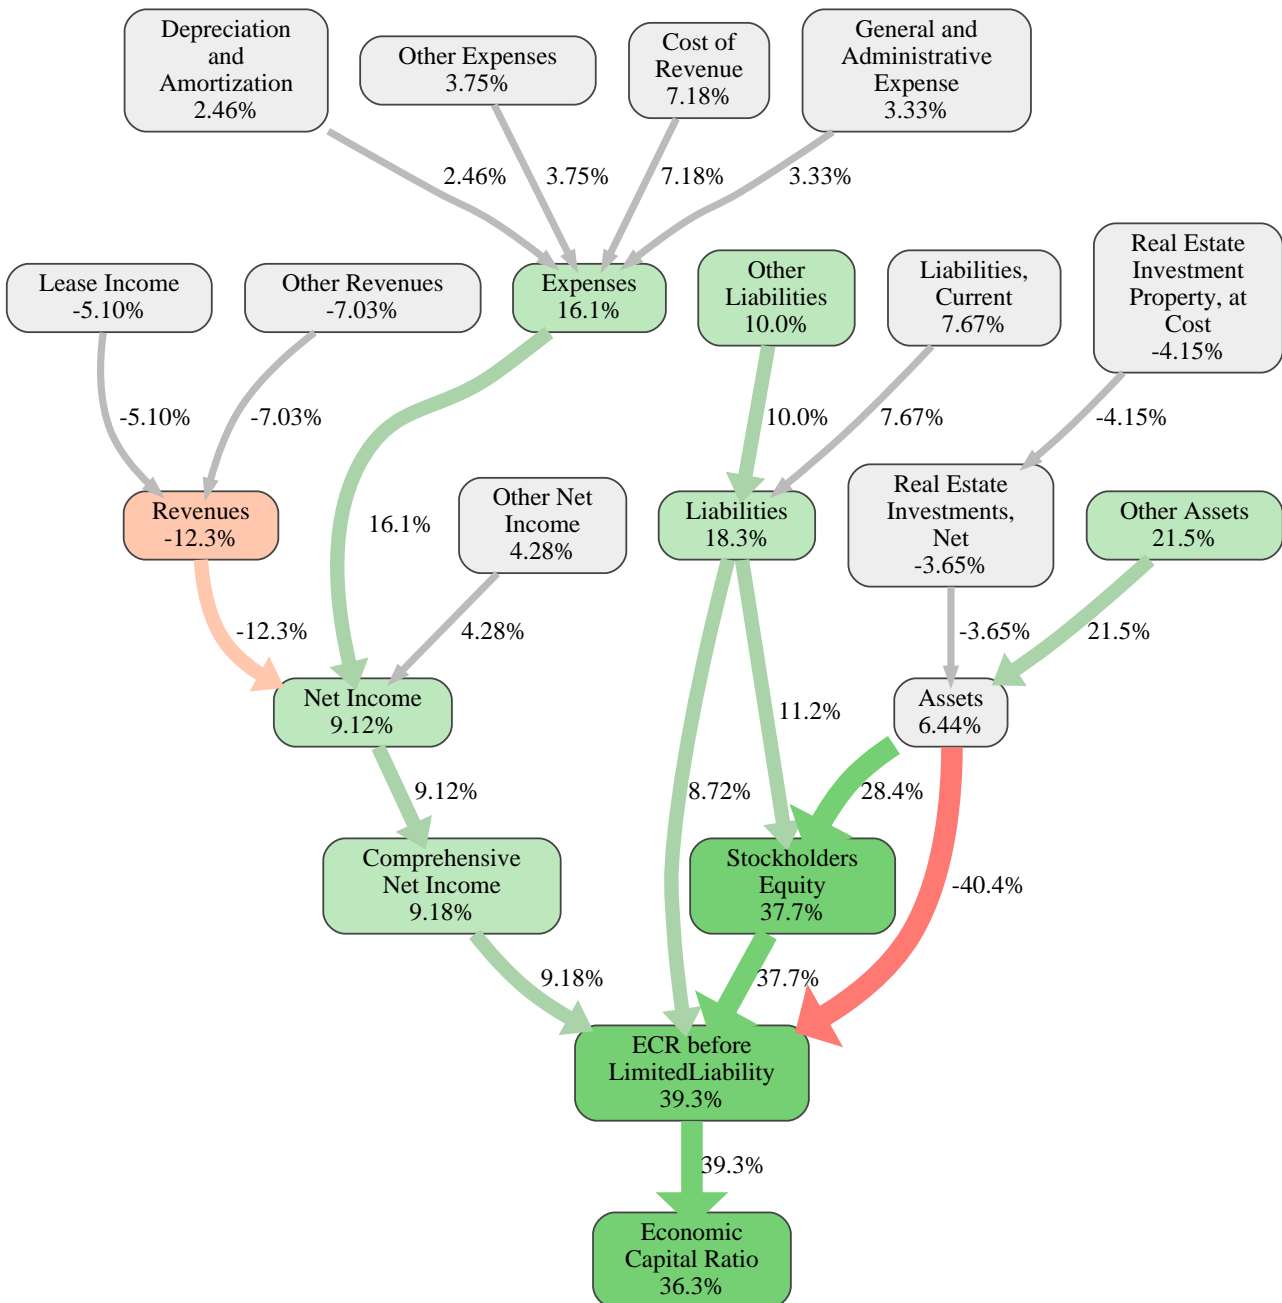 Depreciation
and
Amortization
2.46%
Other Expenses
3.75%
Cost of
Revenue
7.18%
General and
Administrative
Expense
3.33%
2.46%
3.75%
7.18%
3.33%
Lease Income
-5.10%
Other Revenues
-7.03%
Expenses
16.1%
Other
Liabilities
10.0%
Liabilities,
Current
7.67%
Real Estate
Investment
Property, at
Cost
-4.15%
-5.10%
-7.03%
10.0%
7.67%
-4.15%
Revenues
-12.3%
16.1%
Other Net
Income
4.28%
Liabilities
18.3%
Real Estate
Investments,
Net
-3.65%
Other Assets
21.5%
-12.3%
4.28%
-3.65%
21.5%
Net Income
9.12%
11.2%
Assets
6.44%
9.12%
8.72%
28.4%
Comprehensive
Net Income
9.18%
Stockholders
Equity
37.7%
-40.4%
9.18%
37.7%
ECR before
LimitedLiability
39.3%
39.3%
Economic
Capital Ratio
36.3%